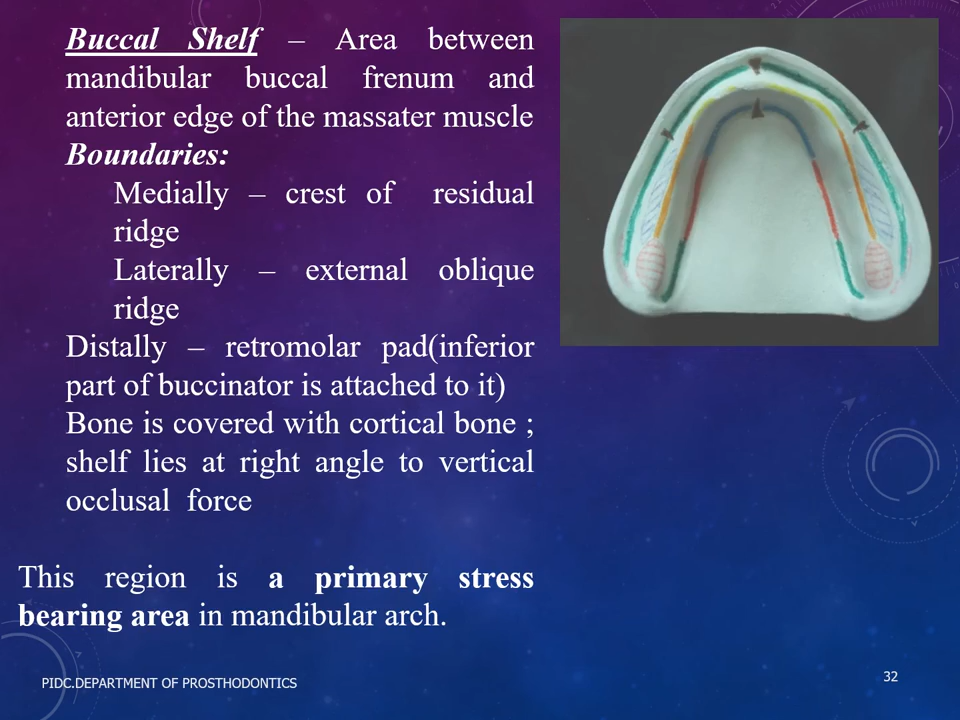 Buccal Shelf – Area between
mandibular buccal frenum and
anterior edge of the massater muscle
Boundaries:
Medially – crest of residual
ridge
Laterally – external oblique
ridge
Distally – retromolar pad(inferior
part of buccinator is attached to it)
Bone is covered with cortical bone ;
shelf lies at right angle to vertical
occlusal force
This region is a primary stress
bearing area in mandibular arch.
PIDC.DEPARTMENT OF PROSTHODONTICS
32